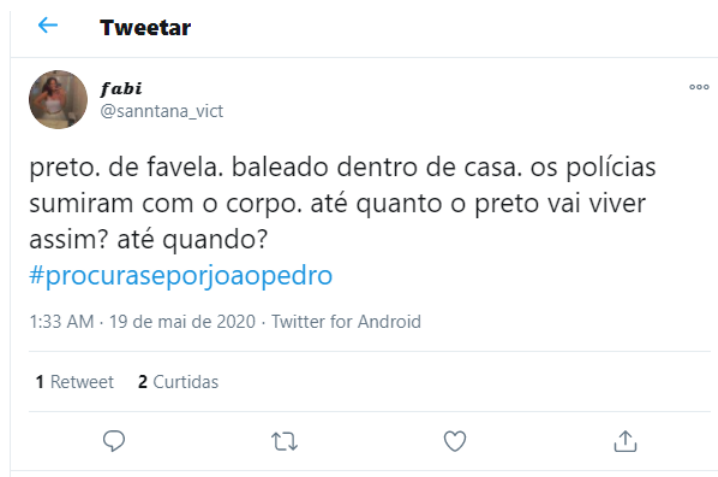 Tweetar
fabi
@sanntana_vict
preto. de favela. baleado dentro de casa. os polícias
sumiram com o corpo. até quanto o preto vai viver
assim? até quando?
#procuraseporjoaopedro
1:33 AM · 19 de mai de 2020 · Twitter for Android
1 Retweet 2 Curtidas